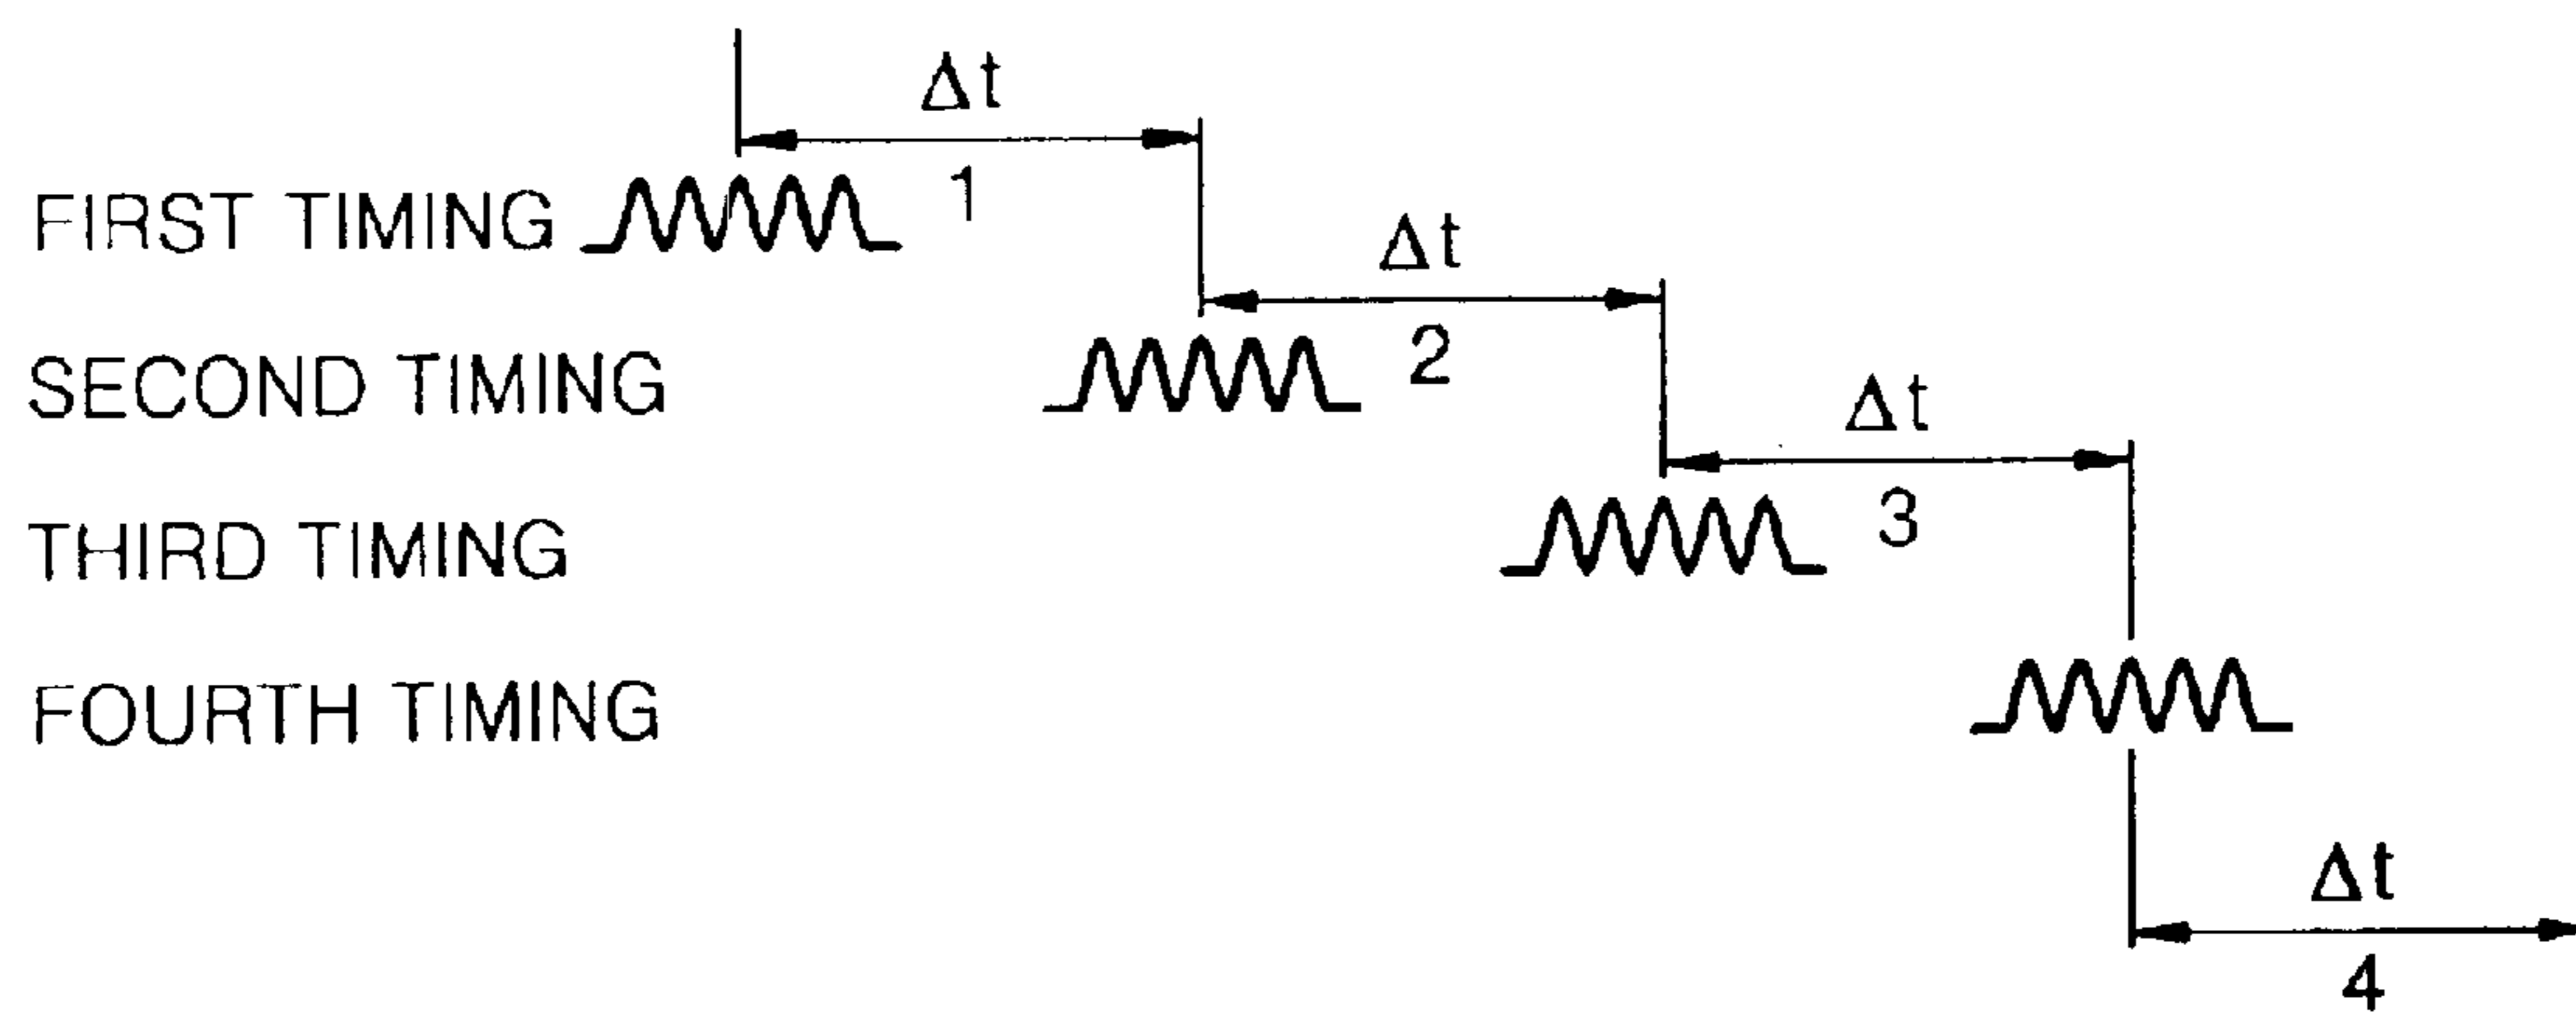 Δt
1
FIRST TIMING
Δt
2
SECOND TIMING
Δt
3
THIRD TIMING
FOURTH TIMING
Δt
4